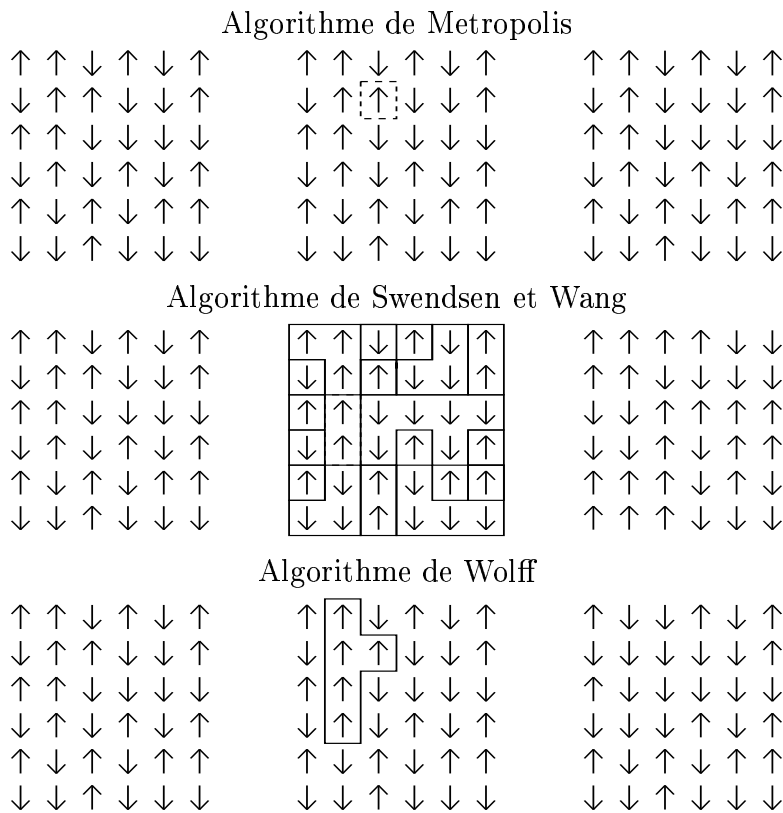 Algorithme de Metropolis
Algorithme de Swendsen et Wang
Algorithme de Wolff